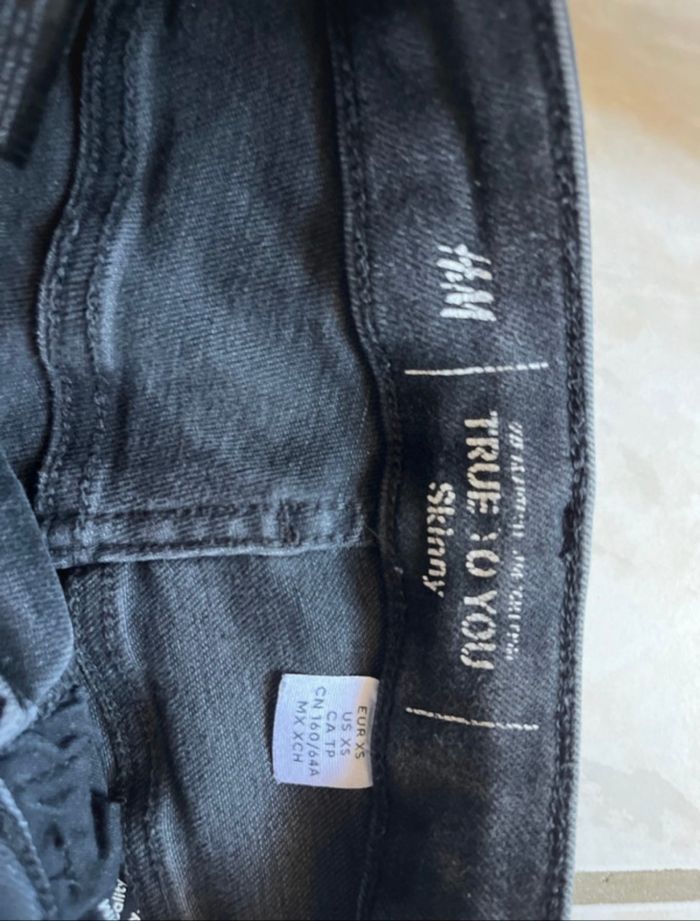 H&M
TRUE TO YOU
Skinny
EUR XS
US XS
CA TP
CN 160/64A
MX XCH